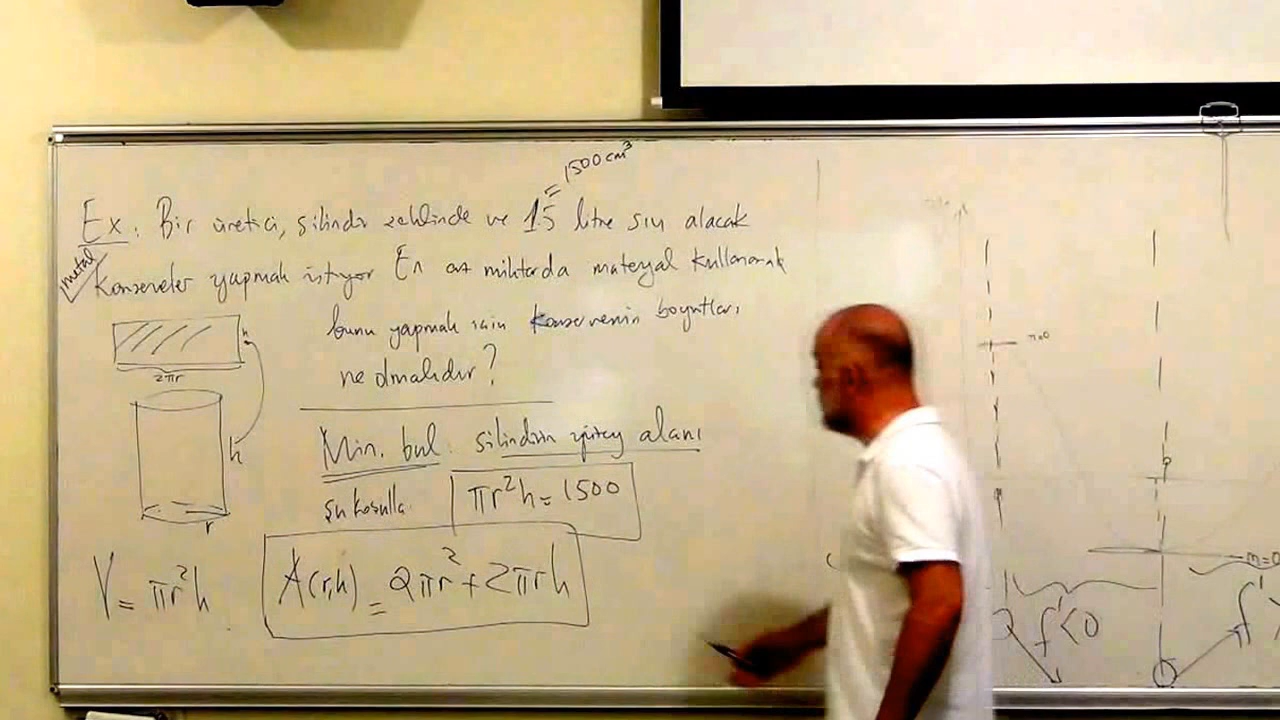 = 1500 cm³
Ex: Bir üretici, silindir şeklinde ve 1.5 litre sıvı alacak
metal
Konserveler yapmak istiyor En az miktarda materyal kullanarak
bunu yapmak için konservenin boyutları
ne olmalıdır?
h
2πr
h
r
Min. bul: silindirin yüzey alanı
Şu koşulla: πr²h = 1500
V = πr²h
A(r,h) = 2πr² + 2πrh
m=0
m=0
f'<0
f'